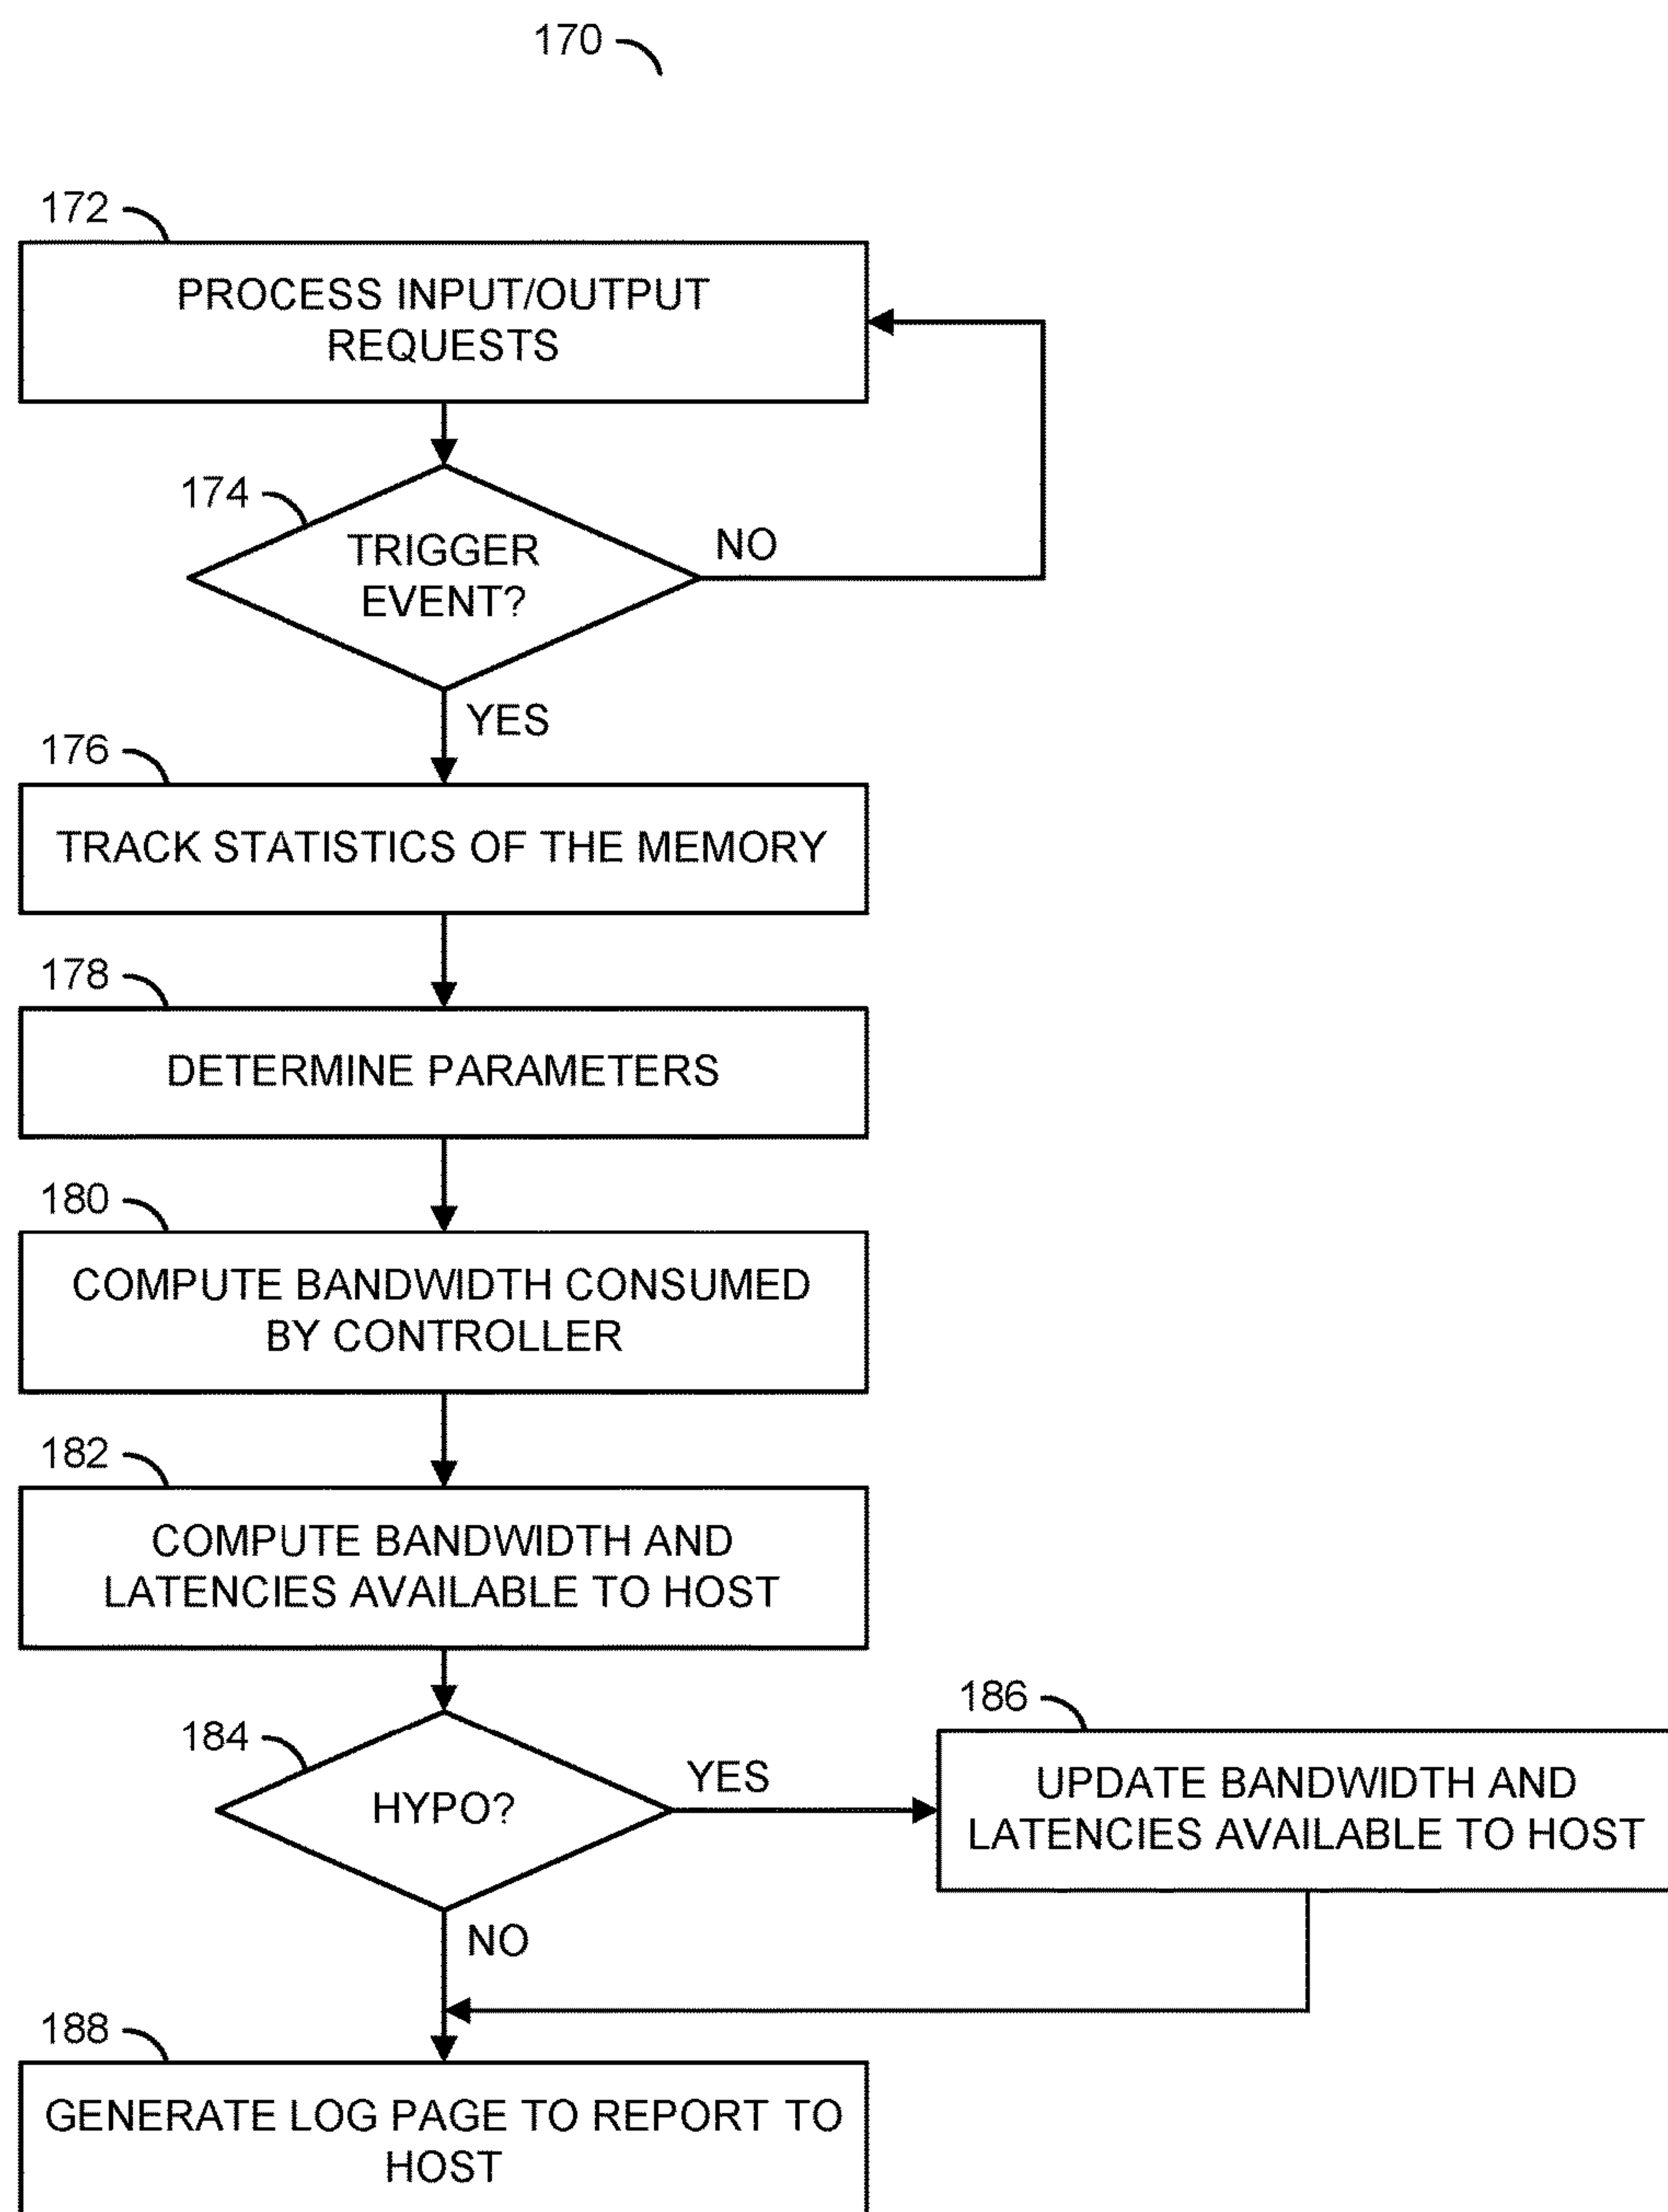 170
172
PROCESS INPUT/OUTPUT
REQUESTS
174
TRIGGER
EVENT?
NO
YES
176
TRACK STATISTICS OF THE MEMORY
178
DETERMINE PARAMETERS
180
COMPUTE BANDWIDTH CONSUMED
BY CONTROLLER
182
COMPUTE BANDWIDTH AND
LATENCIES AVAILABLE TO HOST
184
HYPO?
YES
186
UPDATE BANDWIDTH AND
LATENCIES AVAILABLE TO HOST
NO
188
GENERATE LOG PAGE TO REPORT TO
HOST